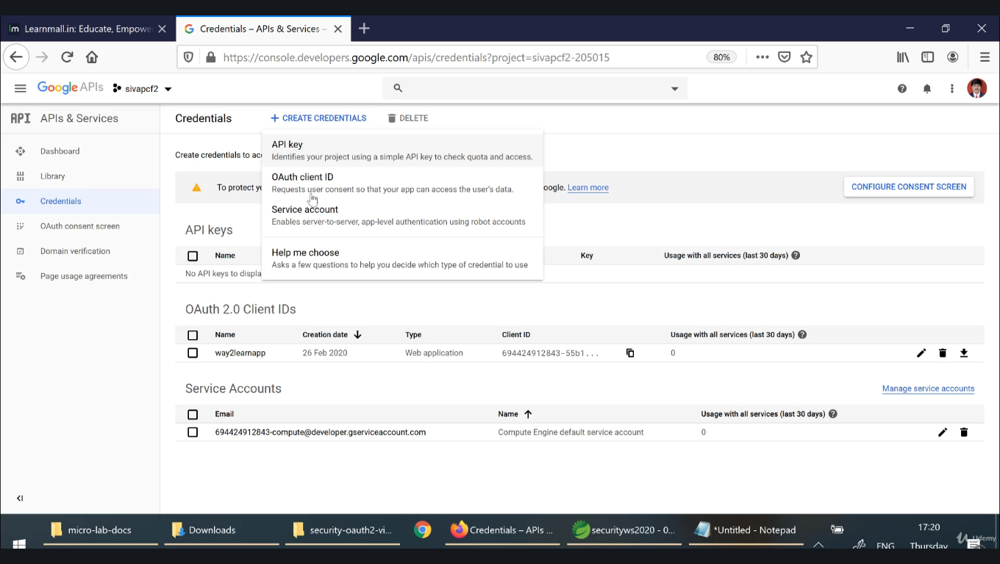 Learnmall.in: Educate, Empowe
Credentials – APIs & Services –
https://console.developers.google.com/apis/credentials?project=sivapcf2-205015
80%
Google APIs
sivapcf2
API APIs & Services
Credentials
CREATE CREDENTIALS
DELETE
Dashboard
Library
Credentials
OAuth consent screen
Domain verification
Page usage agreements
Create credentials to acc
API key
Identifies your project using a simple API key to check quota and access.
OAuth client ID
Requests user consent so that your app can access the user's data.
Service account
Enables server-to-server, app-level authentication using robot accounts
Help me choose
Asks a few questions to help you decide which type of credential to use
To protect yo
ogle. Learn more
CONFIGURE CONSENT SCREEN
API keys
Name Key Usage with all services (last 30 days)
No API keys to displa
OAuth 2.0 Client IDs
Name Creation date Type Client ID Usage with all services (last 30 days)
way2learnapp 26 Feb 2020 Web application 694424912843-55b1... 0
Service Accounts
Manage service accounts
Email Name Usage with all services (last 30 days)
694424912843-compute@developer.gserviceaccount.com Compute Engine default service account 0
micro-lab-docs
Downloads
security-oauth2-vi...
Credentials – APIs ...
securityws2020 - 0...
*Untitled - Notepad
17:20
ENG
Thursday
Udemy